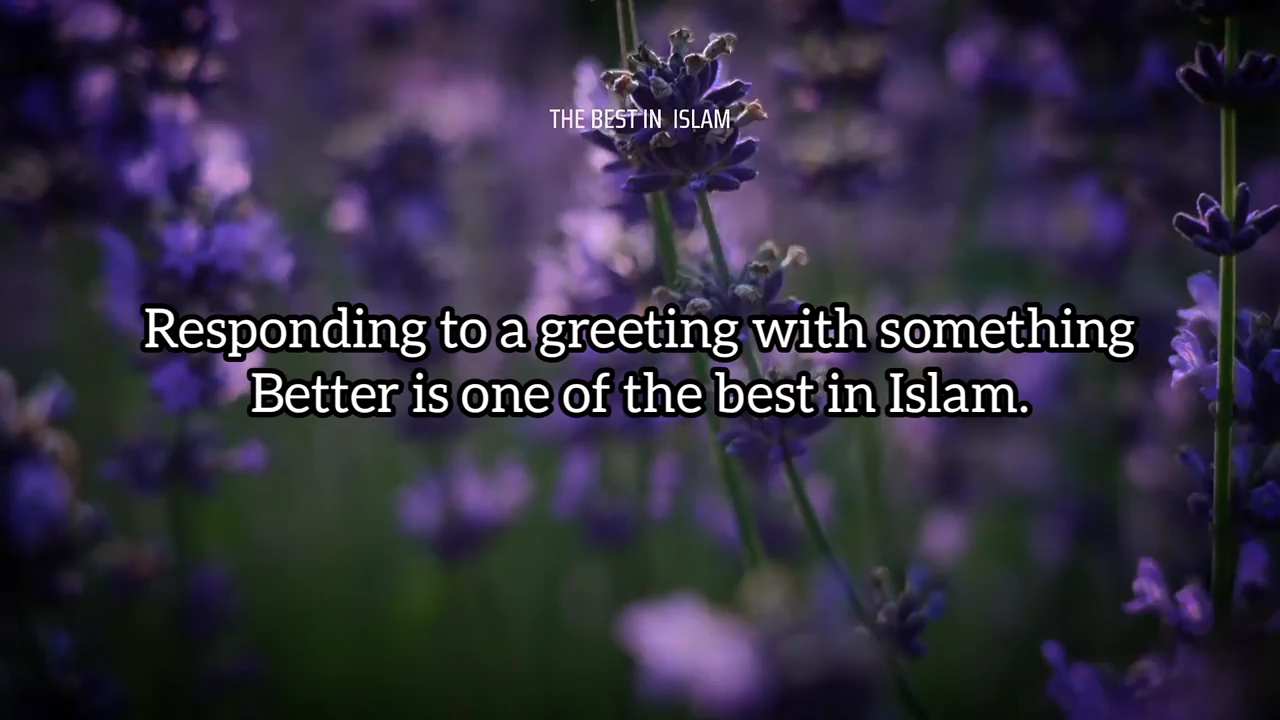 THE BEST IN ISLAM
Responding to a greeting with something
Better is one of the best in Islam.